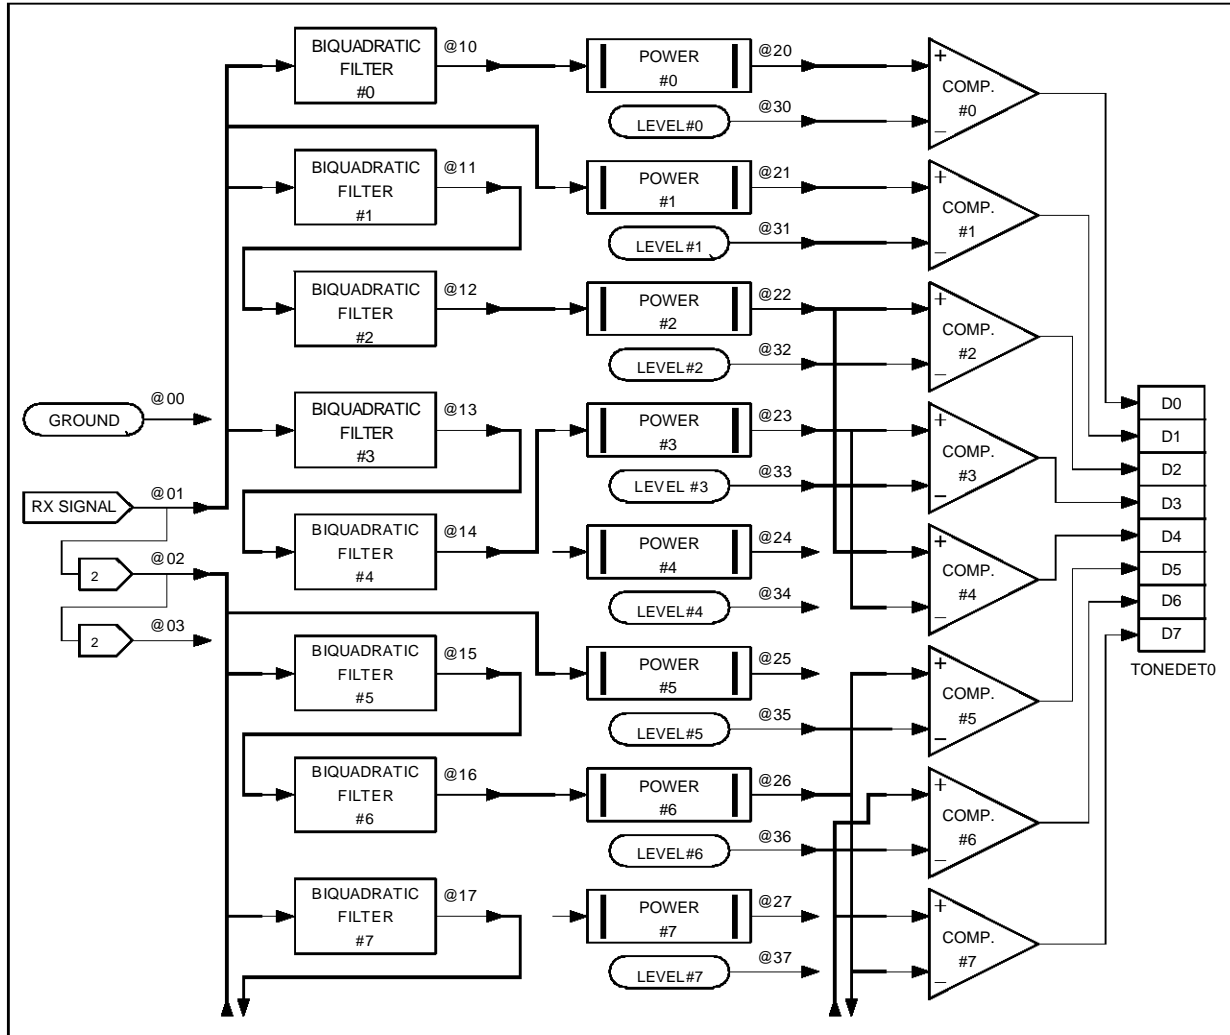 BIQUADRATIC
FILTER
#0
@10
POWER
#0
@20
+
COMP.
#0
−
LEVEL#0
@30
BIQUADRATIC
FILTER
#1
@11
POWER
#1
@21
+
COMP.
#1
−
LEVEL#1
@31
BIQUADRATIC
FILTER
#2
@12
POWER
#2
@22
+
COMP.
#2
−
LEVEL#2
@32
GROUND
@00
BIQUADRATIC
FILTER
#3
@13
POWER
#3
@23
+
COMP.
#3
−
LEVEL #3
@33
RX SIGNAL
@01
BIQUADRATIC
FILTER
#4
@14
POWER
#4
@24
+
COMP.
#4
−
LEVEL#4
@34
2
@02
2
@03
BIQUADRATIC
FILTER
#5
@15
POWER
#5
@25
+
COMP.
#5
−
LEVEL#5
@35
BIQUADRATIC
FILTER
#6
@16
POWER
#6
@26
+
COMP.
#6
−
LEVEL#6
@36
BIQUADRATIC
FILTER
#7
@17
POWER
#7
@27
+
COMP.
#7
−
LEVEL#7
@37
D0
D1
D2
D3
D4
D5
D6
D7
TONEDET0